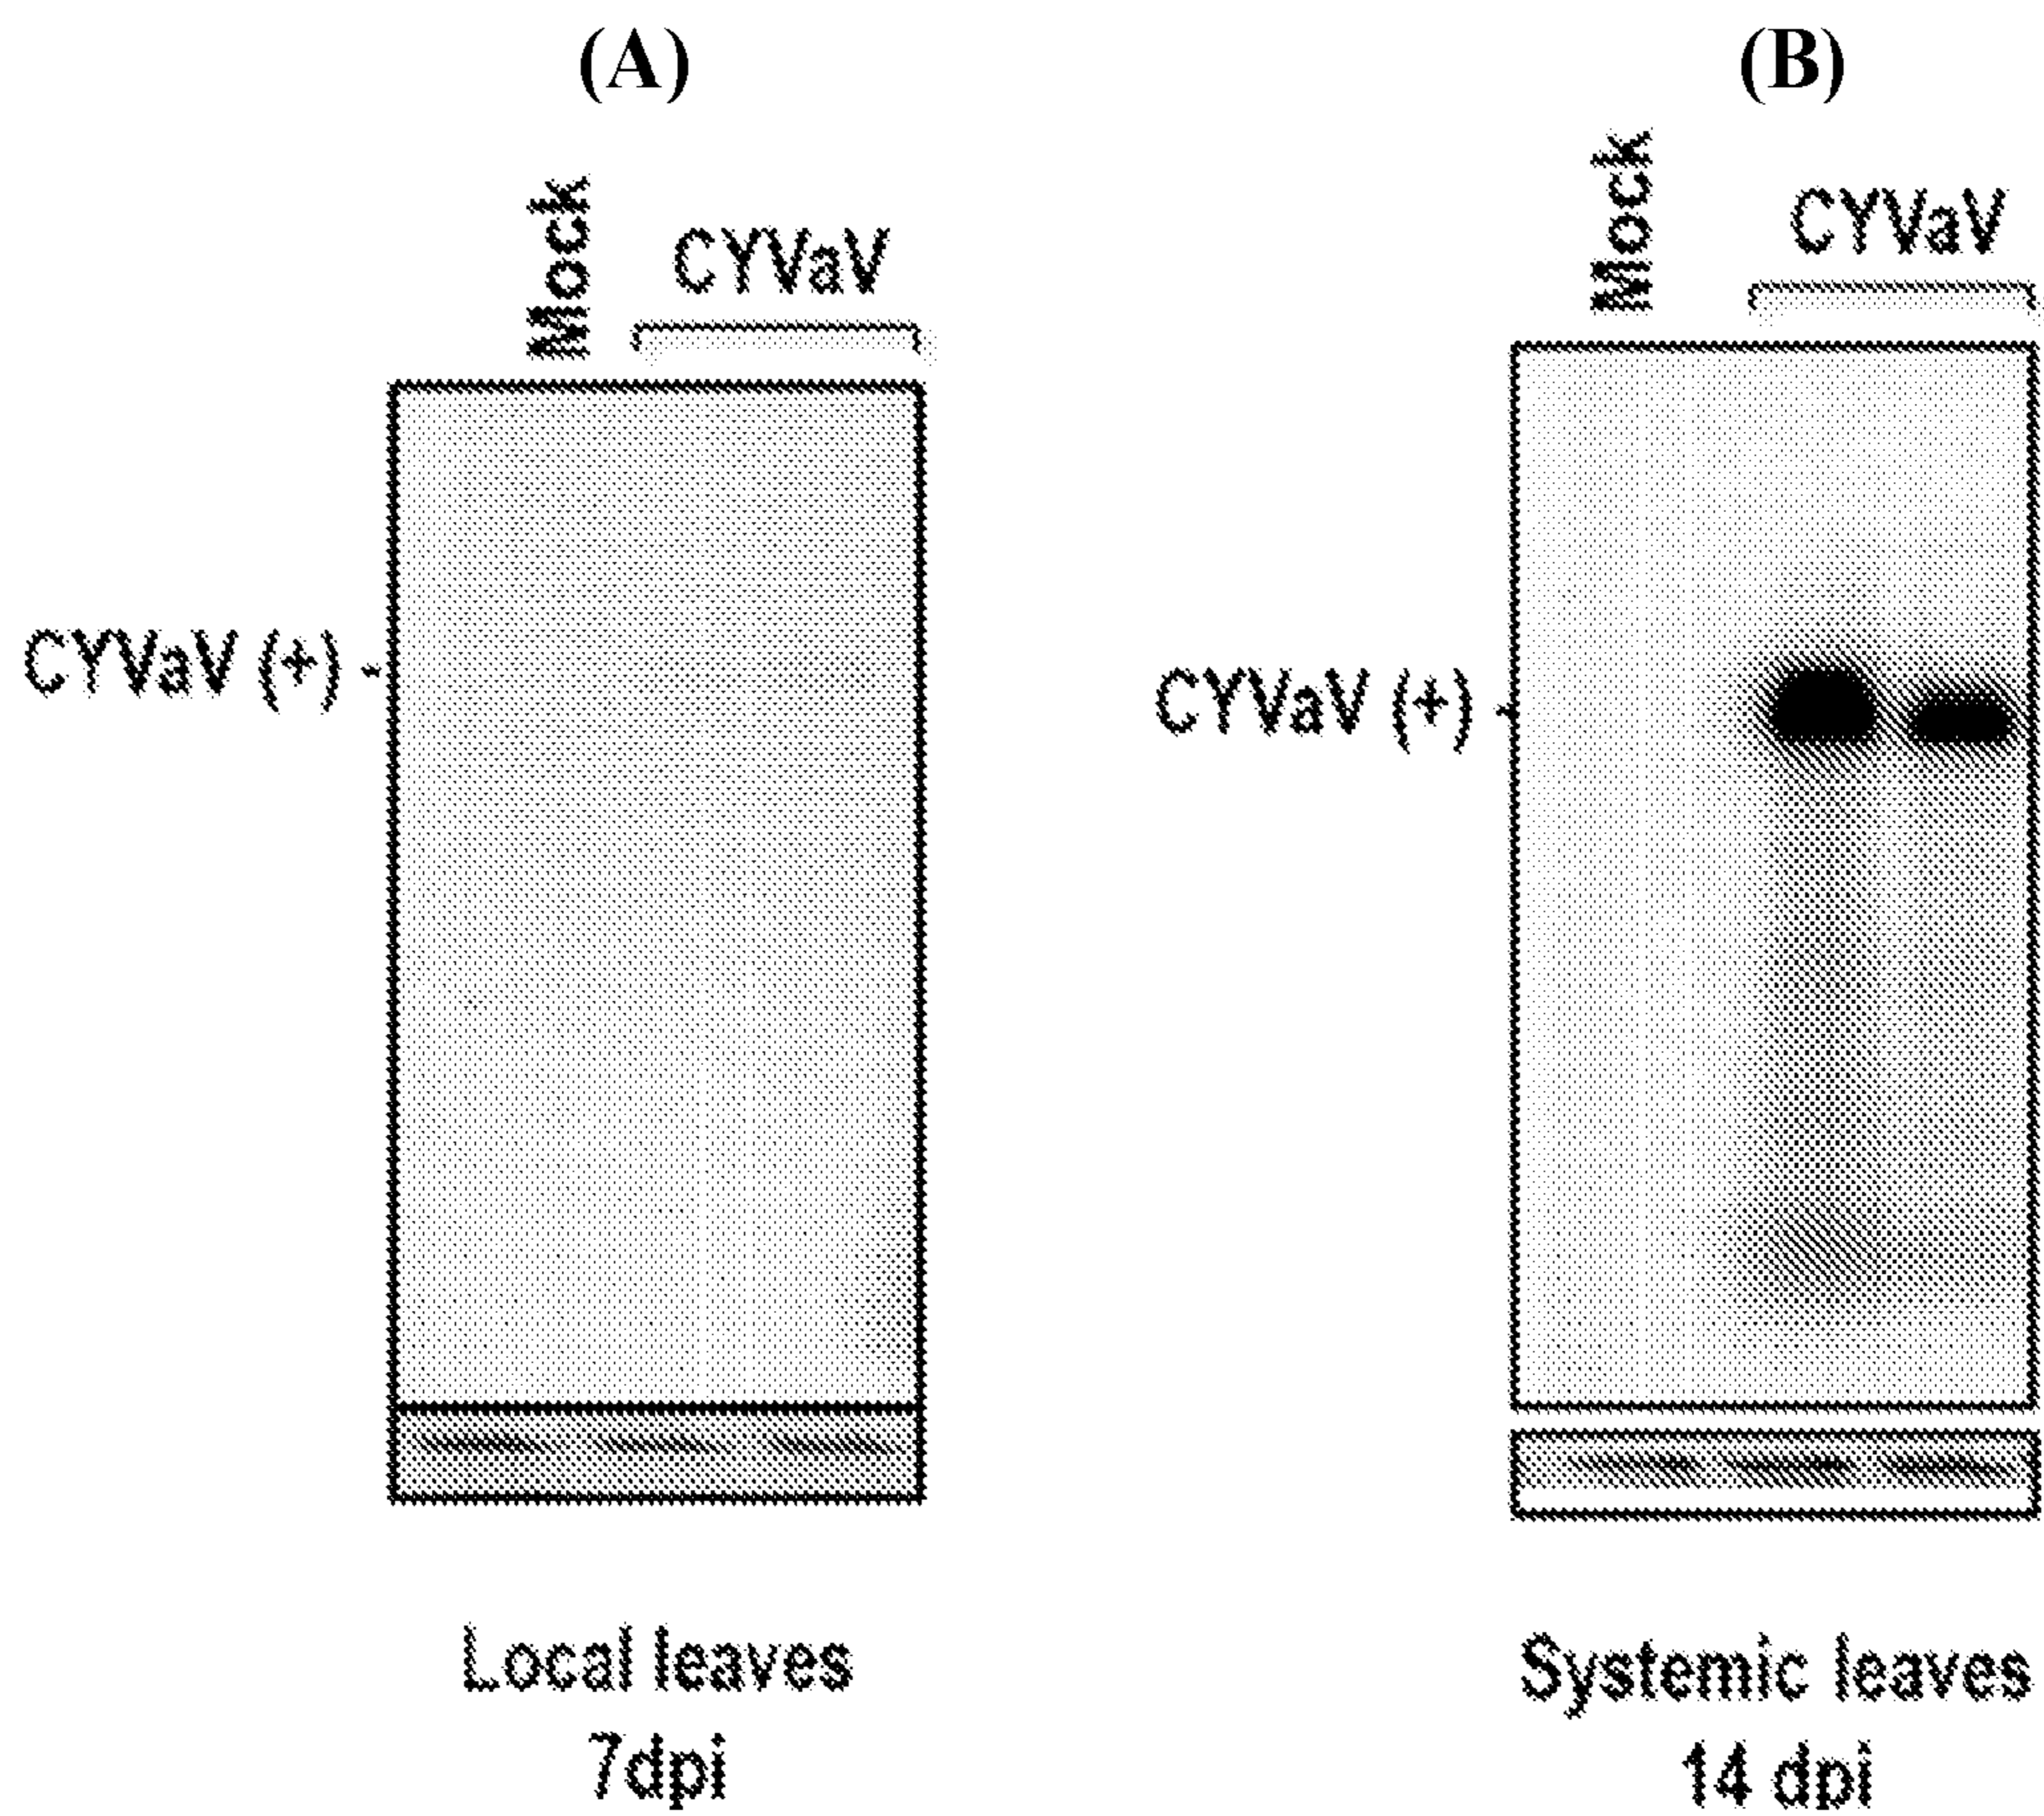 (A)
Mock
CYVaV
CYVaV (+)
Local leaves
7dpi
(B)
Mock
CYVaV
CYVaV (+)
Systemic leaves
14 dpi